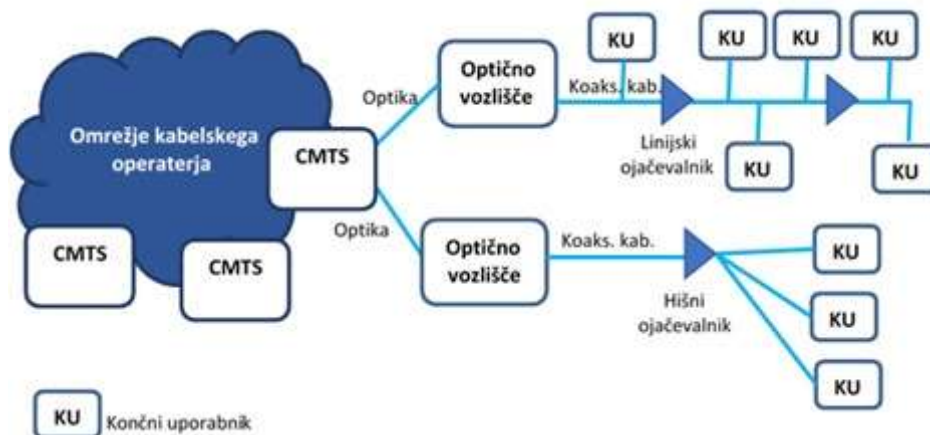 KU
KU
KU
KU
Optično
vozlišče
Koaks. kab.
Optika
Omrežje kabelskega
operaterja
CMTS
Linijski
ojačevalnik
KU
KU
Optika
Optično
vozlišče
Koaks. kab.
KU
CMTS
CMTS
Hišni
ojačevalnik
KU
KU
KU
Končni uporabnik